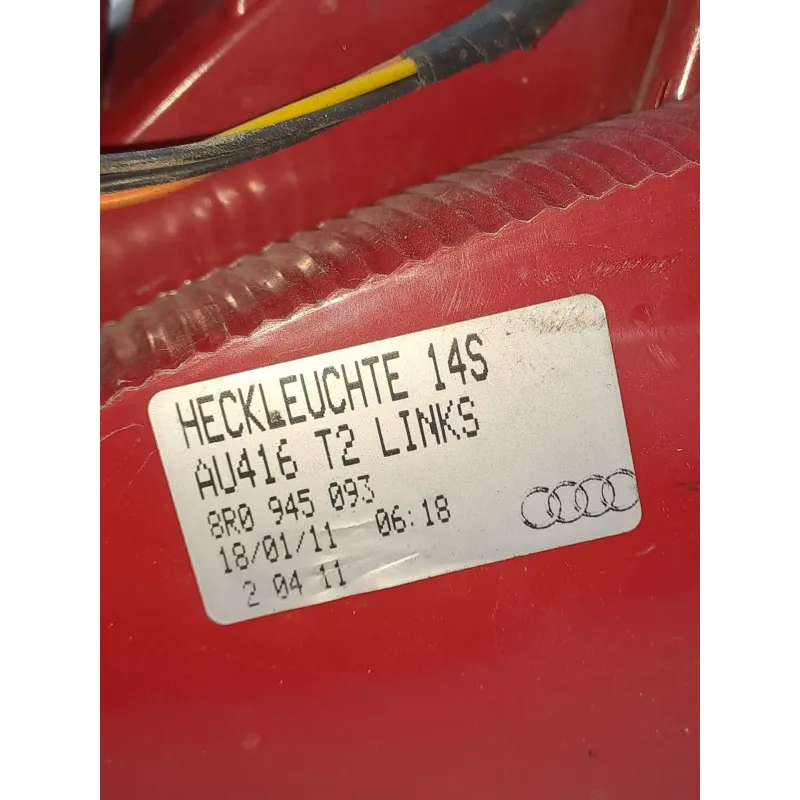 HECKLEUCHTE 14S
AU416 T2 LINKS
8R0 945 093
18/01/11 06:18
2 04 11